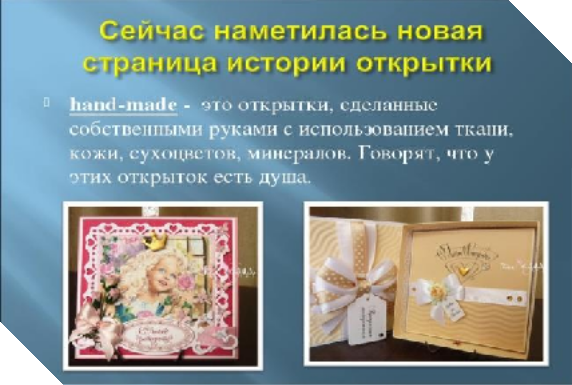 Сейчас наметилась новая
страница истории открытки
hand-made - это открытки, сделанные
собственными руками с использованием ткани,
кожи, сухоцветов, минералов. Говорят, что у
этих открыток есть душа.